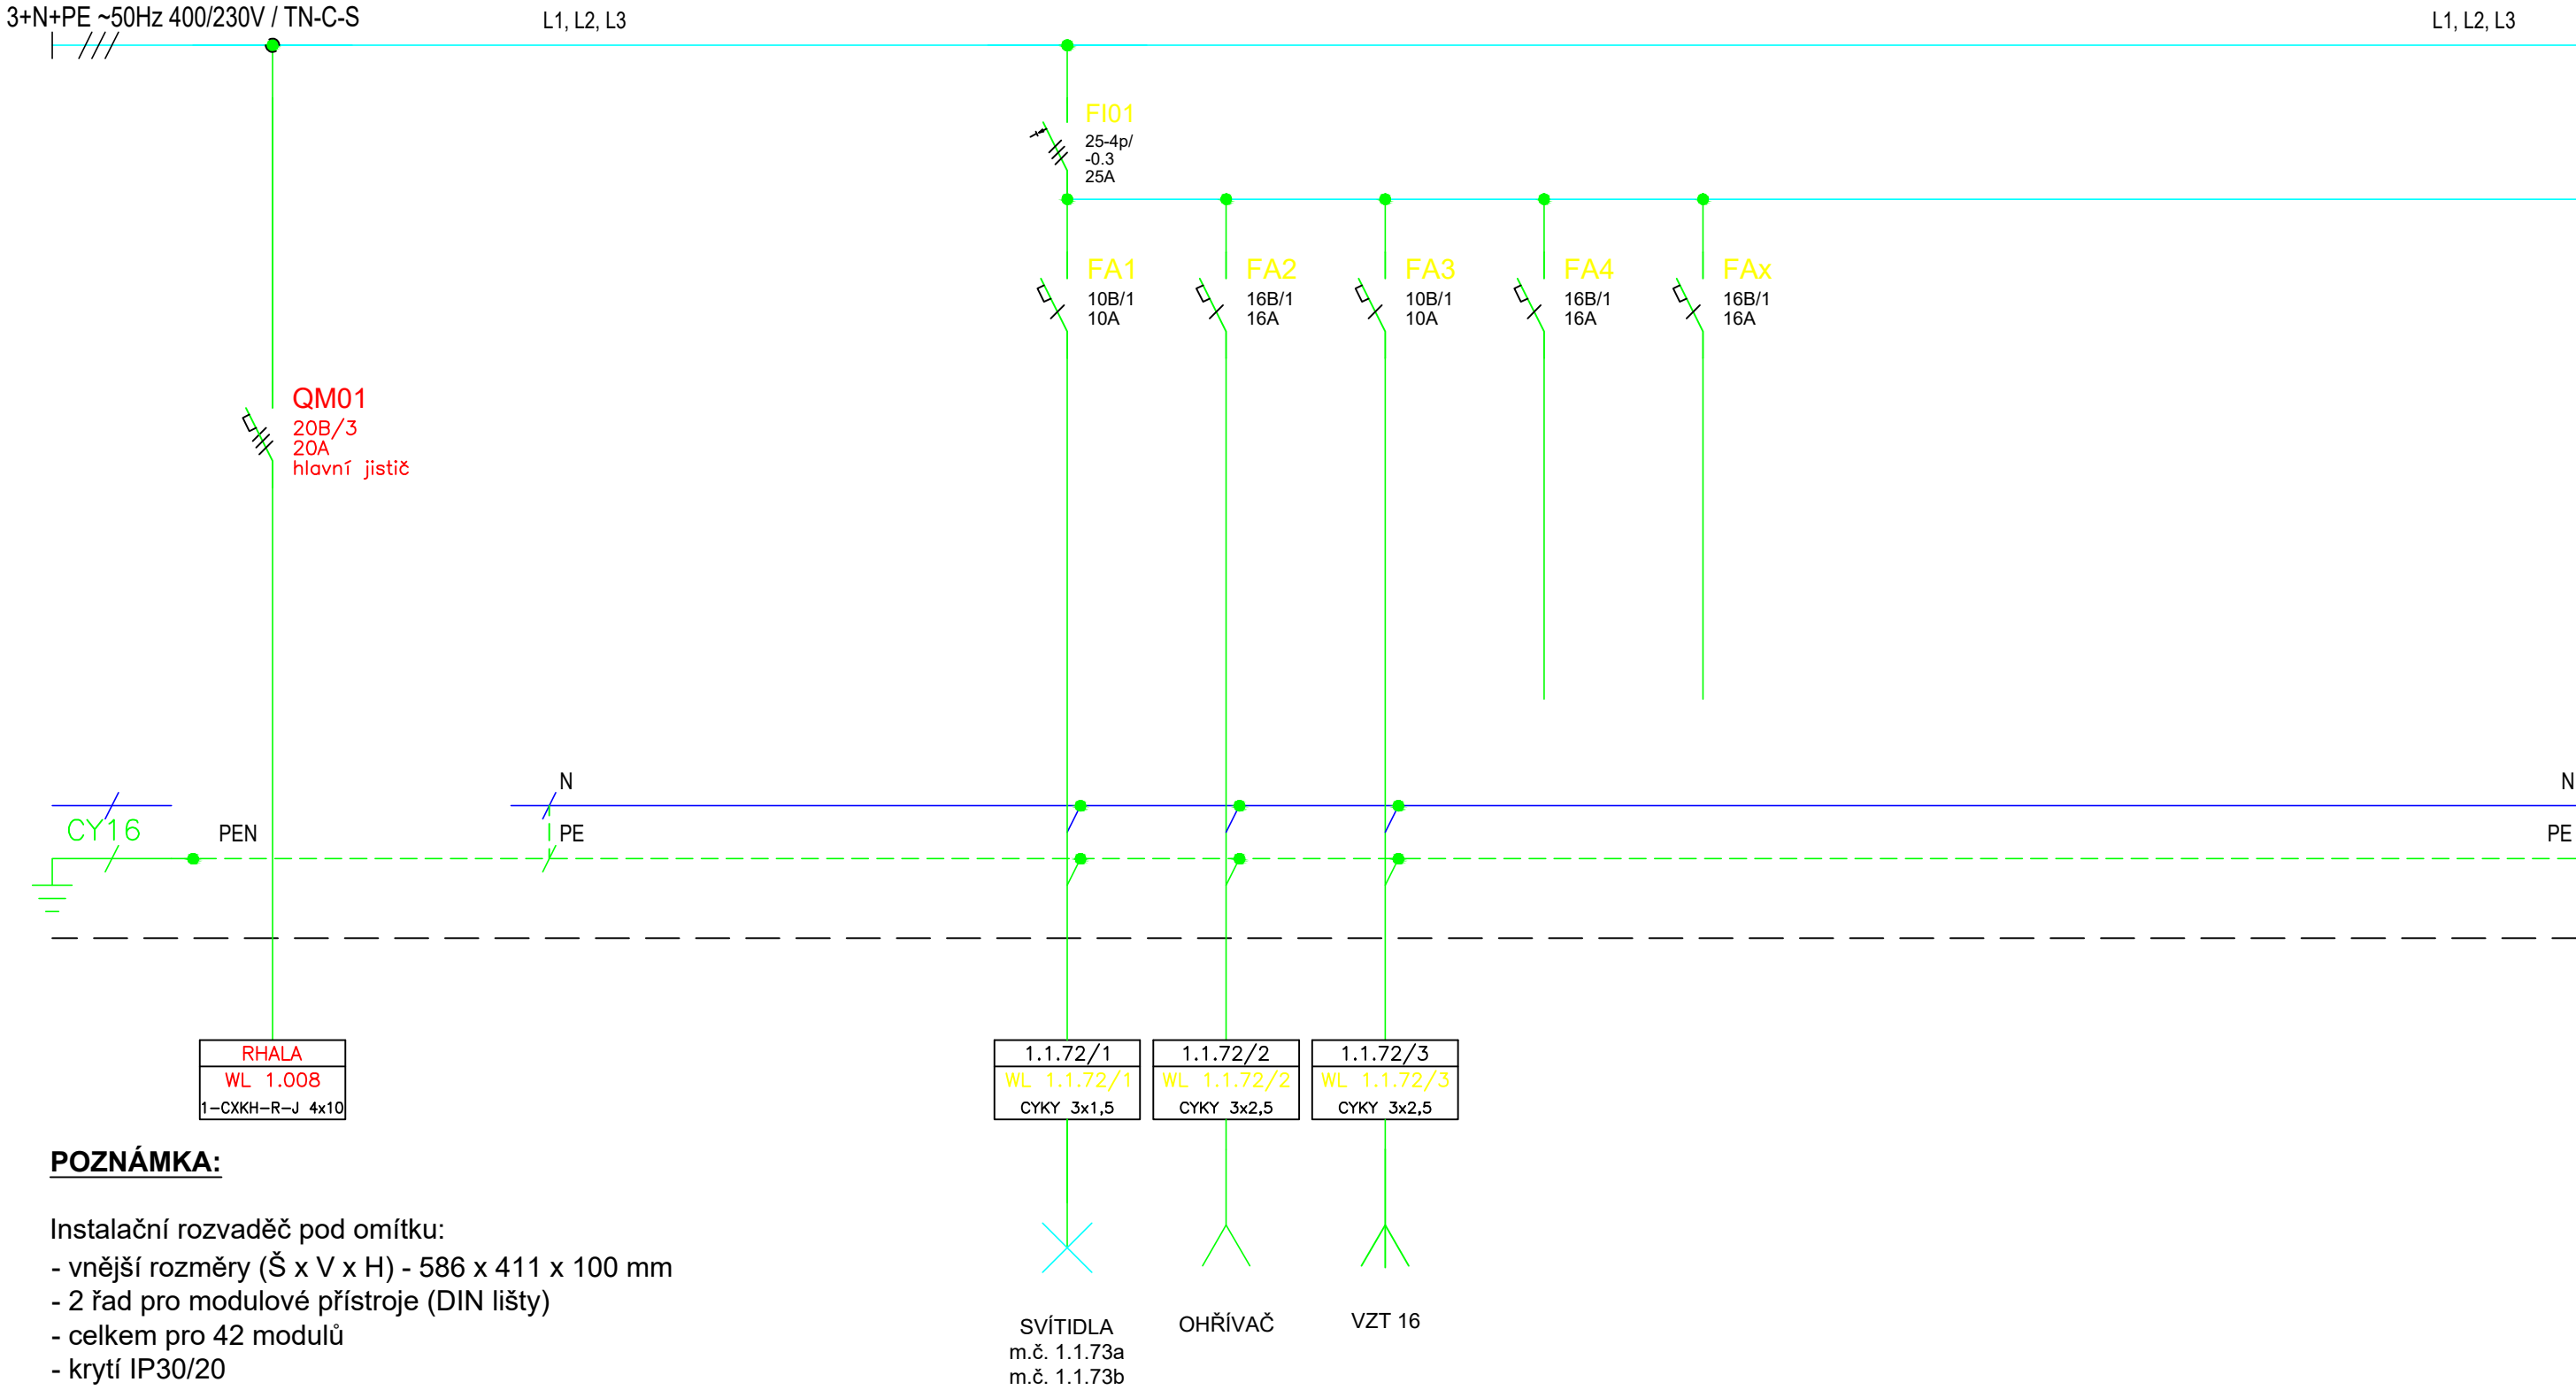 3+N+PE ~50Hz 400/230V / TN-C-S
L1, L2, L3
L1, L2, L3
FI01
25-4p/
-0.3
25A
FA1
10B/1
10A
FA2
16B/1
16A
FA3
10B/1
10A
FA4
16B/1
16A
FAx
16B/1
16A
QM01
20B/3
20A
hlavní jistič
N
N
CY16
PEN
PE
PE
RHALA
WL 1.008
1-CXKH-R-J 4x10
1.1.72/1
WL 1.1.72/1
CYKY 3x1,5
1.1.72/2
WL 1.1.72/2
CYKY 3x2,5
1.1.72/3
WL 1.1.72/3
CYKY 3x2,5
POZNÁMKA:
Instalační rozvaděč pod omítku:
- vnější rozměry (Š x V x H) - 586 x 411 x 100 mm
- 2 řad pro modulové přístroje (DIN lišty)
- celkem pro 42 modulů
- krytí IP30/20
SVÍTIDLA
m.č. 1.1.73a
m.č. 1.1.73b
OHŘÍVAČ
VZT 16